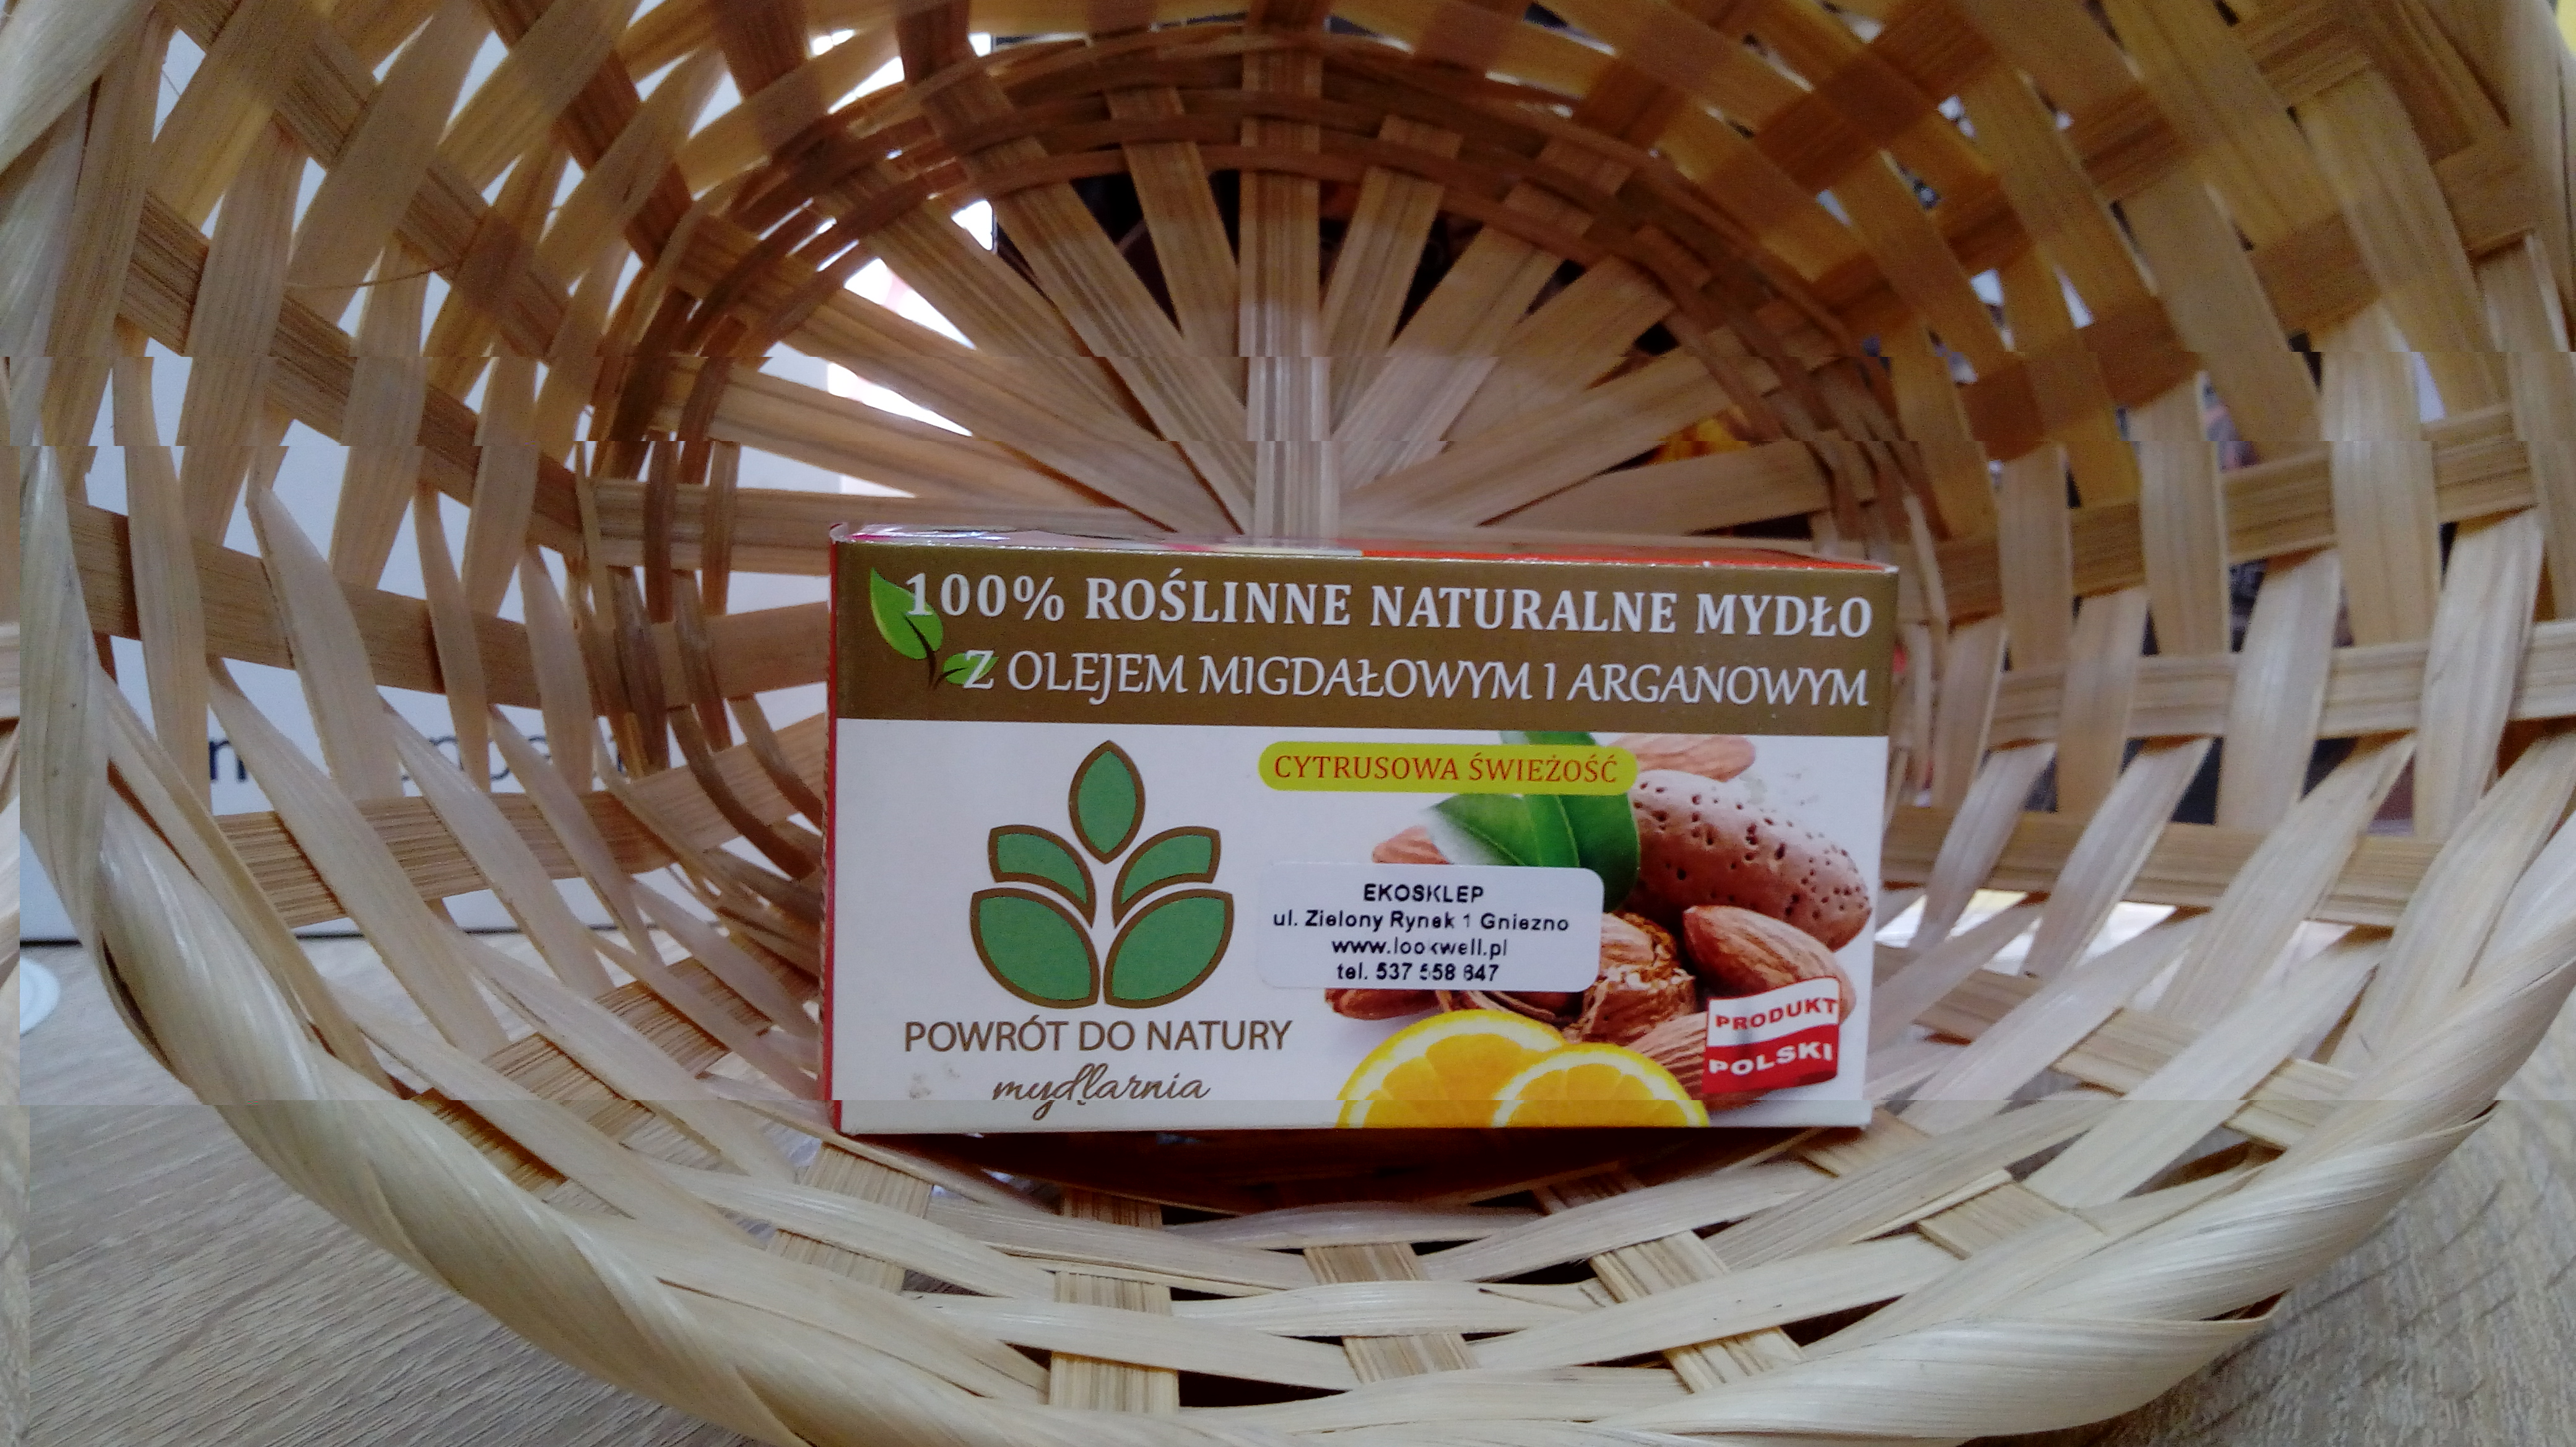 100% ROŚLINNE NATURALNE MYDŁO
Z OLEJEM MIGDAŁOWYM I ARGANOWYM
CYTRUSOWA ŚWIEŻOŚĆ
EKOSKLEP
ul. Zielony Rynek 1 Gniezno
www.lookwell.pl
tel. 537 558 647
POWRÓT DO NATURY
mydlarnia
PRODUKT
POLSKI